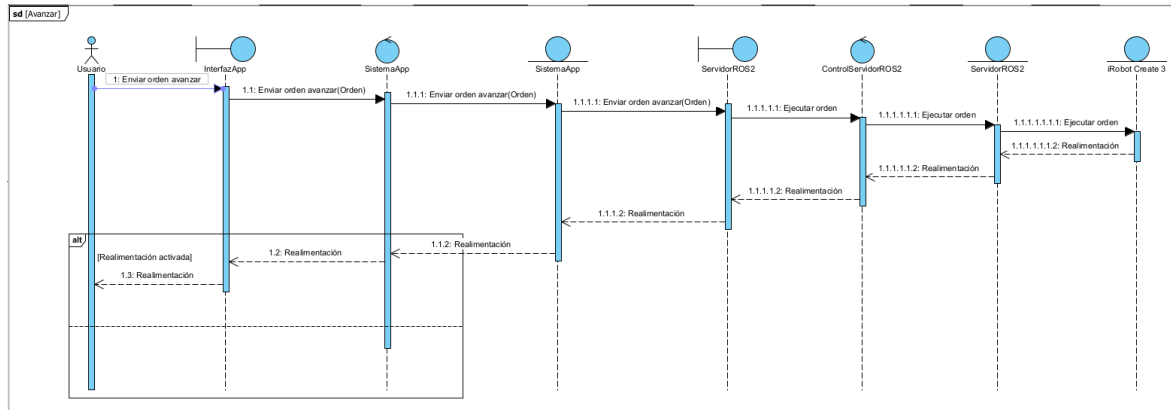 sd [Avanzar]
Usuario
InterfazApp
SistemaApp
SistemaApp
ServidorROS2
ControlServidorROS2
ServidorROS2
iRobot Create 3
1: Enviar orden avanzar
1.1: Enviar orden avanzar(Orden)
1.1.1: Enviar orden avanzar(Orden)
1.1.1.1: Enviar orden avanzar(Orden)
1.1.1.1.1: Ejecutar orden
1.1.1.1.1.1: Ejecutar orden
1.1.1.1.1.1.1: Ejecutar orden
1.1.1.1.1.1.2: Realimentación
1.1.1.1.1.2: Realimentación
1.1.1.1.2: Realimentación
1.1.1.2: Realimentación
alt
1.1.2: Realimentación
1.2: Realimentación
[Realimentación activada]
1.3: Realimentación